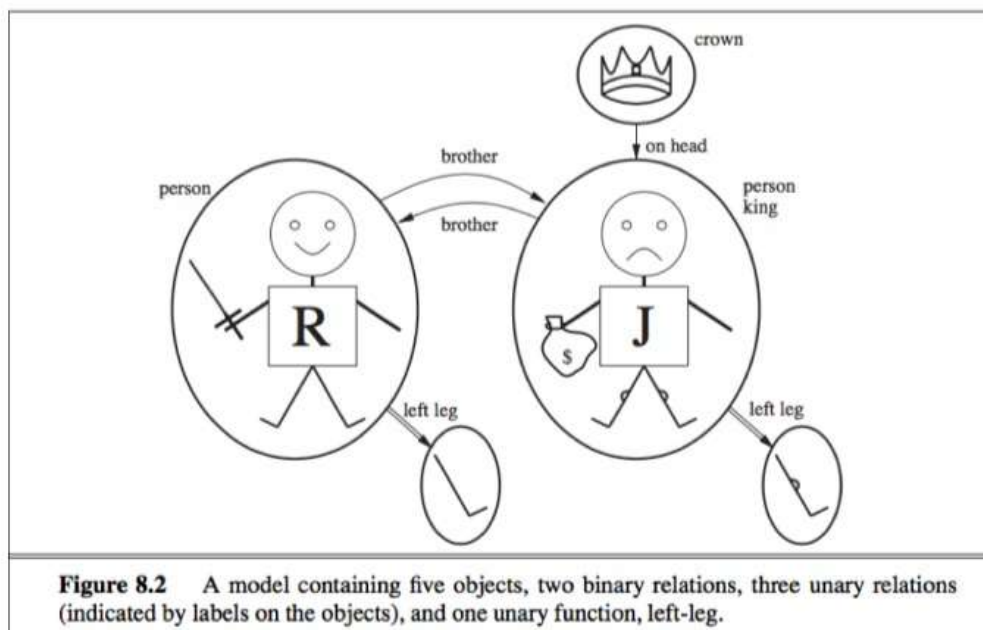 crown
on head
brother
person
person
king
brother
R
J
$
left leg
left leg
Figure 8.2 A model containing five objects, two binary relations, three unary relations
(indicated by labels on the objects), and one unary function, left-leg.